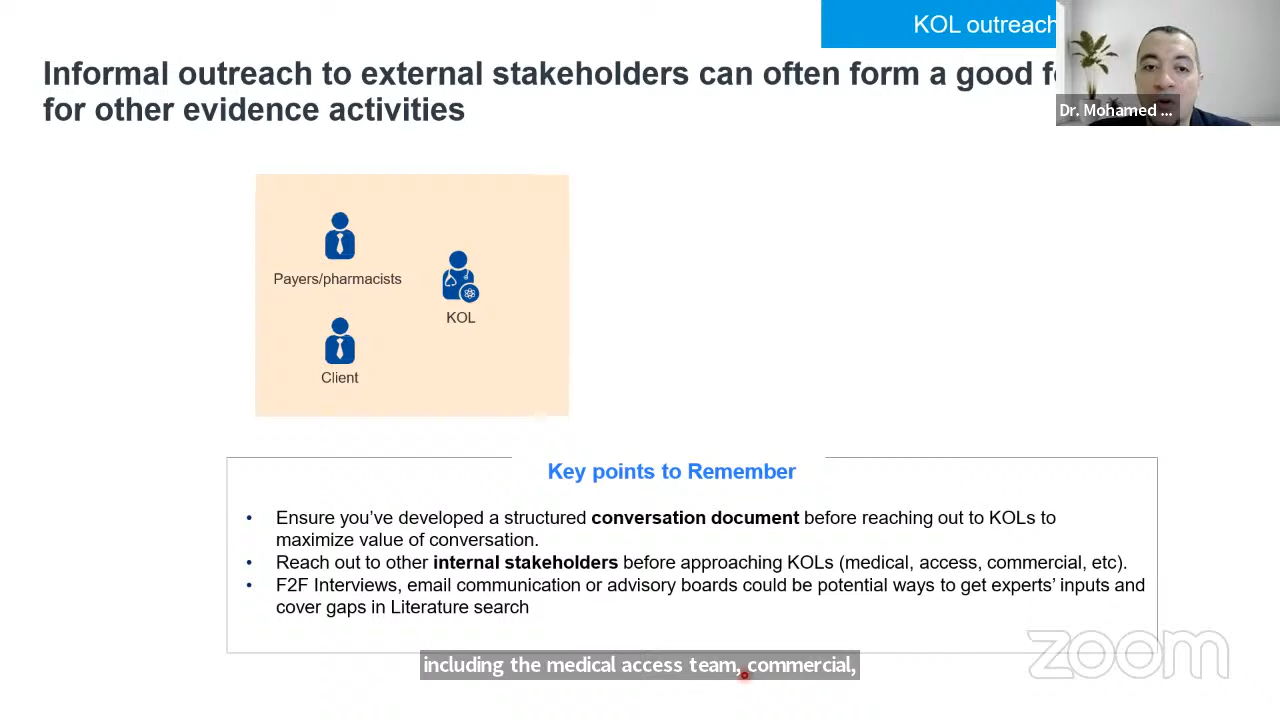 KOL outreach
Informal outreach to external stakeholders can often form a good
for other evidence activities
Dr. Mohamed ...
Payers/pharmacists
KOL
Client
Key points to Remember
• Ensure you've developed a structured conversation document before reaching out to KOLs to
maximize value of conversation.
• Reach out to other internal stakeholders before approaching KOLs (medical, access, commercial, etc).
• F2F Interviews, email communication or advisory boards could be potential ways to get experts' inputs and
cover gaps in Literature search
zoom
including the medical access team, commercial,